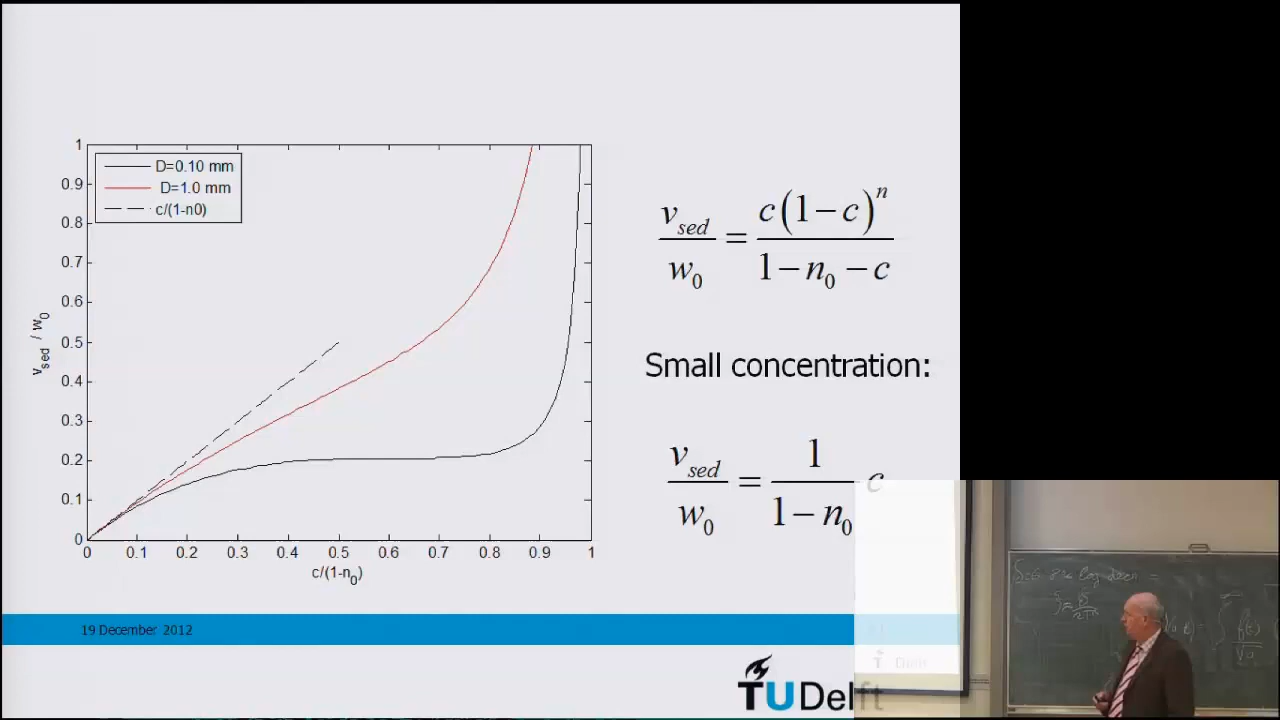 D=0.10 mm
D=1.0 mm
c/(1-n0)
1
0.9
0.8
0.7
0.6
0.5
0.4
0.3
0.2
0.1
0
v_sed / w_0
0 0.1 0.2 0.3 0.4 0.5 0.6 0.7 0.8 0.9 1
c/(1-n_0)
v_sed / w_0 = c(1-c)^n / (1-n_0-c)
Small concentration:
v_sed / w_0 = 1 / (1-n_0) c
19 December 2012
TU Delft